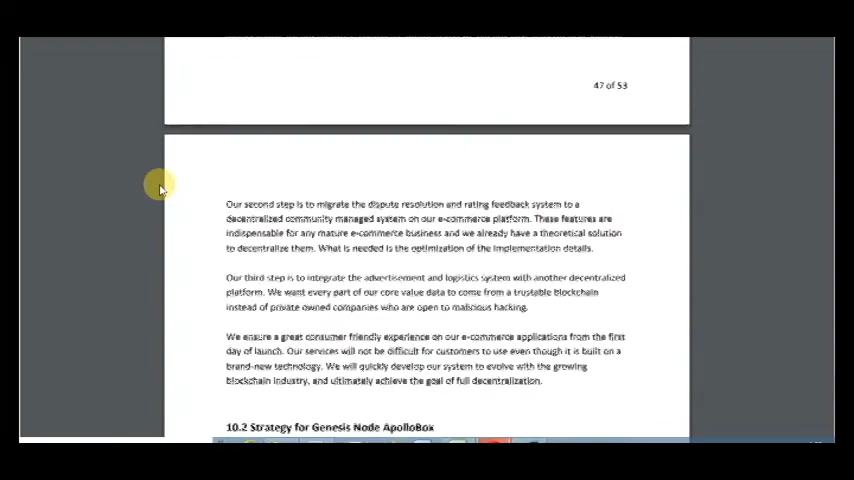 47 of 53
Our second step is to migrate the dispute resolution and rating feedback system to a
decentralized community managed system on our e-commerce platform. These features are
indispensable for any mature e-commerce business and we already have a theoretical solution
to decentralize them. What is needed is the optimization of the implementation details.
Our third step is to integrate the advertisement and logistics system with another decentralized
platform. We want every part of our core value data to come from a trustable blockchain
instead of private owned companies who are open to malicious hacking.
We ensure a great consumer friendly experience on our e-commerce applications from the first
day of launch. Our services will not be difficult for customers to use even though it is built on a
brand-new technology. We will quickly develop our system to evolve with the growing
blockchain industry, and ultimately achieve the goal of full decentralization.
10.2 Strategy for Genesis Node ApolloBox